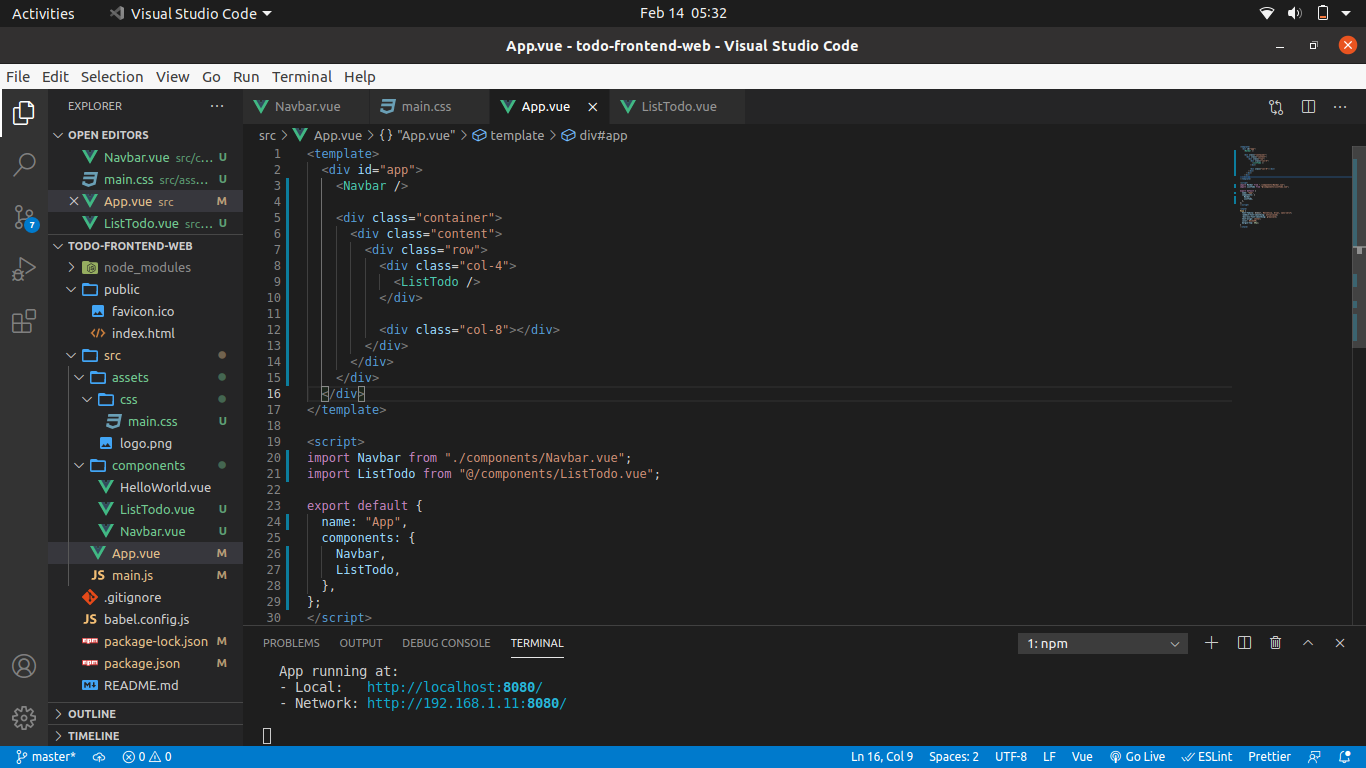 Activities Visual Studio Code Feb 14 05:32
App.vue - todo-frontend-web - Visual Studio Code
File Edit Selection View Go Run Terminal Help
EXPLORER
OPEN EDITORS
Navbar.vue src/c... U
main.css src/ass... U
App.vue src M
ListTodo.vue src... U
TODO-FRONTEND-WEB
node_modules
public
favicon.ico
index.html
src
assets
css
main.css U
logo.png
components
HelloWorld.vue
ListTodo.vue U
Navbar.vue U
App.vue M
JS main.js M
.gitignore
JS babel.config.js
package-lock.json M
package.json M
README.md
OUTLINE
TIMELINE
7
Navbar.vue main.css App.vue ListTodo.vue
src > App.vue > {} "App.vue" > template > div#app
1 <template>
2 <div id="app">
3 <Navbar />
4
5 <div class="container">
6 <div class="content">
7 <div class="row">
8 <div class="col-4">
9 <ListTodo />
10 </div>
11
12 <div class="col-8"></div>
13 </div>
14 </div>
15 </div>
16 </div>
17 </template>
18
19 <script>
20 import Navbar from "./components/Navbar.vue";
21 import ListTodo from "@/components/ListTodo.vue";
22
23 export default {
24 name: "App",
25 components: {
26 Navbar,
27 ListTodo,
28 },
29 };
30 </script>
PROBLEMS OUTPUT DEBUG CONSOLE TERMINAL 1: npm
App running at:
- Local: http://localhost:8080/
- Network: http://192.168.1.11:8080/
master* 0 0 Ln 16, Col 9 Spaces: 2 UTF-8 LF Vue Go Live ESLint Prettier